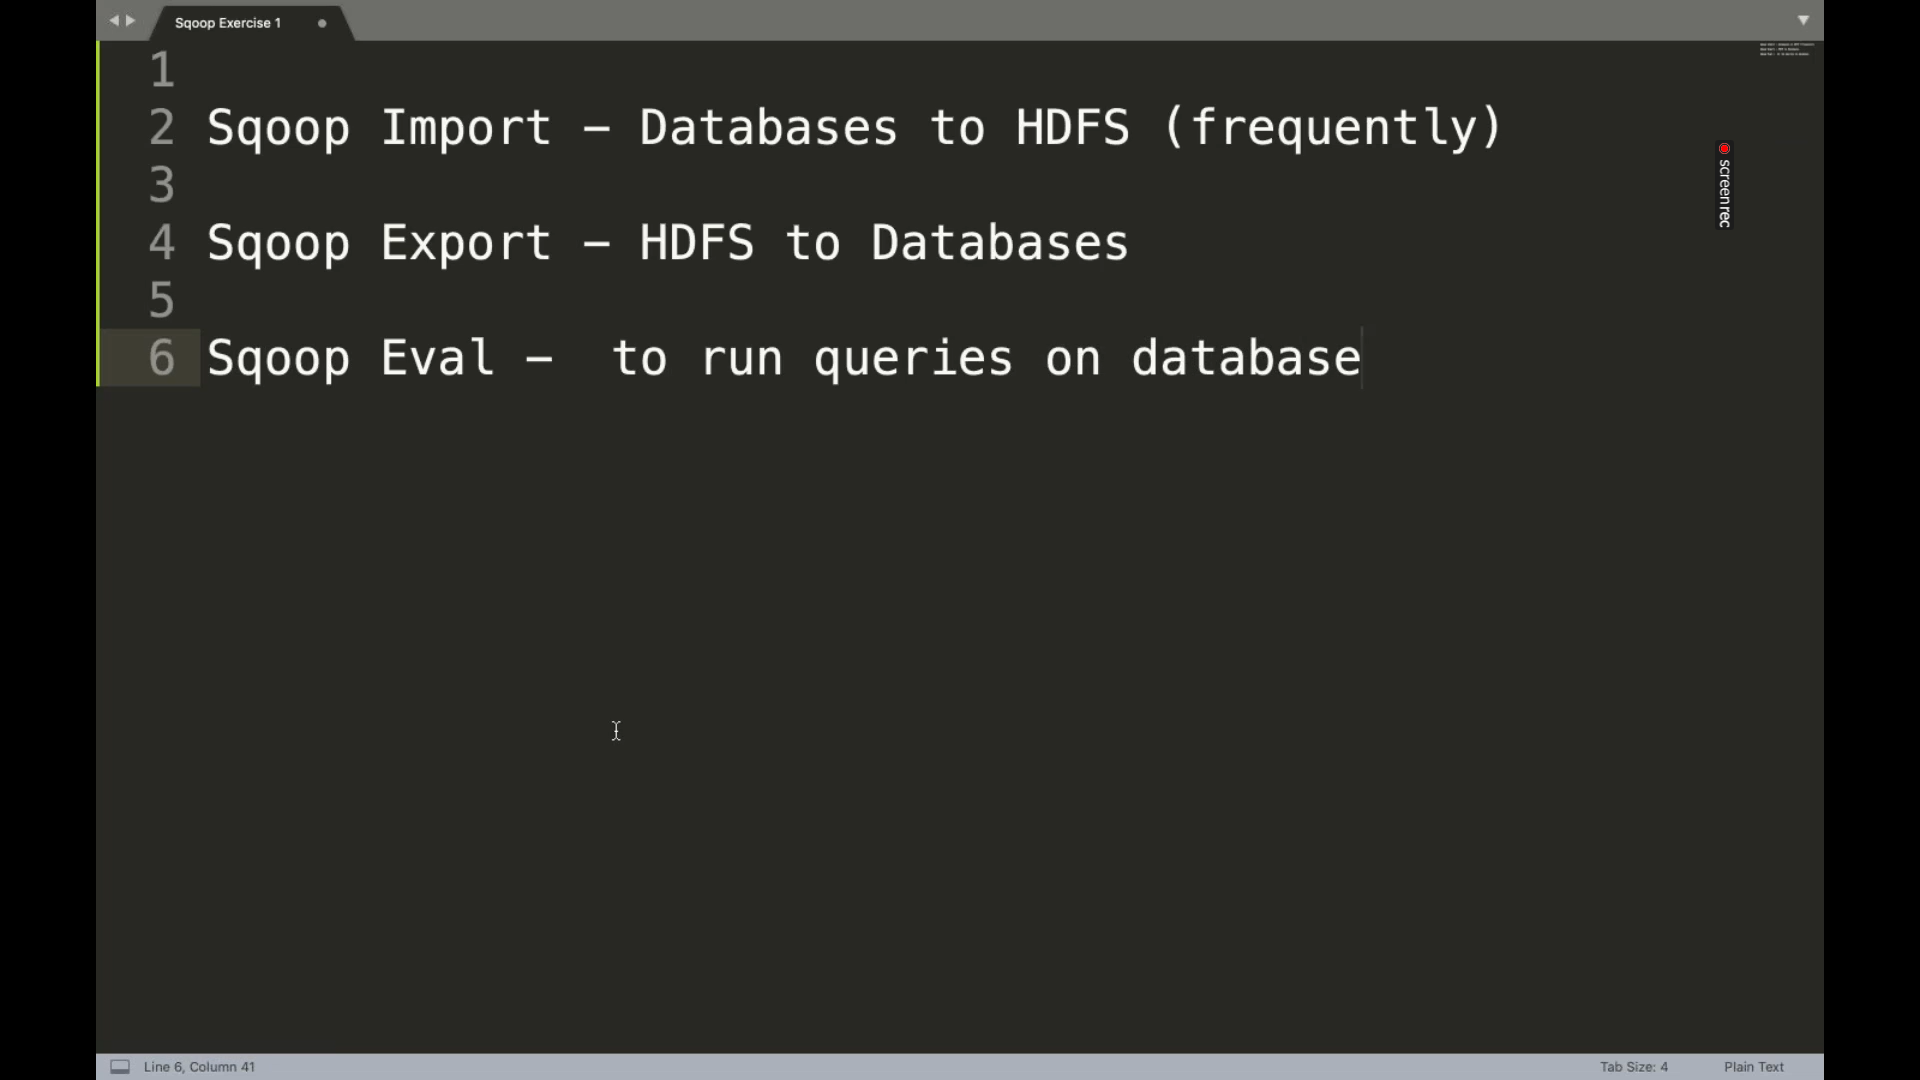 Sqoop Exercise 1
1
2 Sqoop Import – Databases to HDFS (frequently)
3
4 Sqoop Export – HDFS to Databases
5
6 Sqoop Eval –  to run queries on database
screenrec
Line 6, Column 41
Tab Size: 4
Plain Text